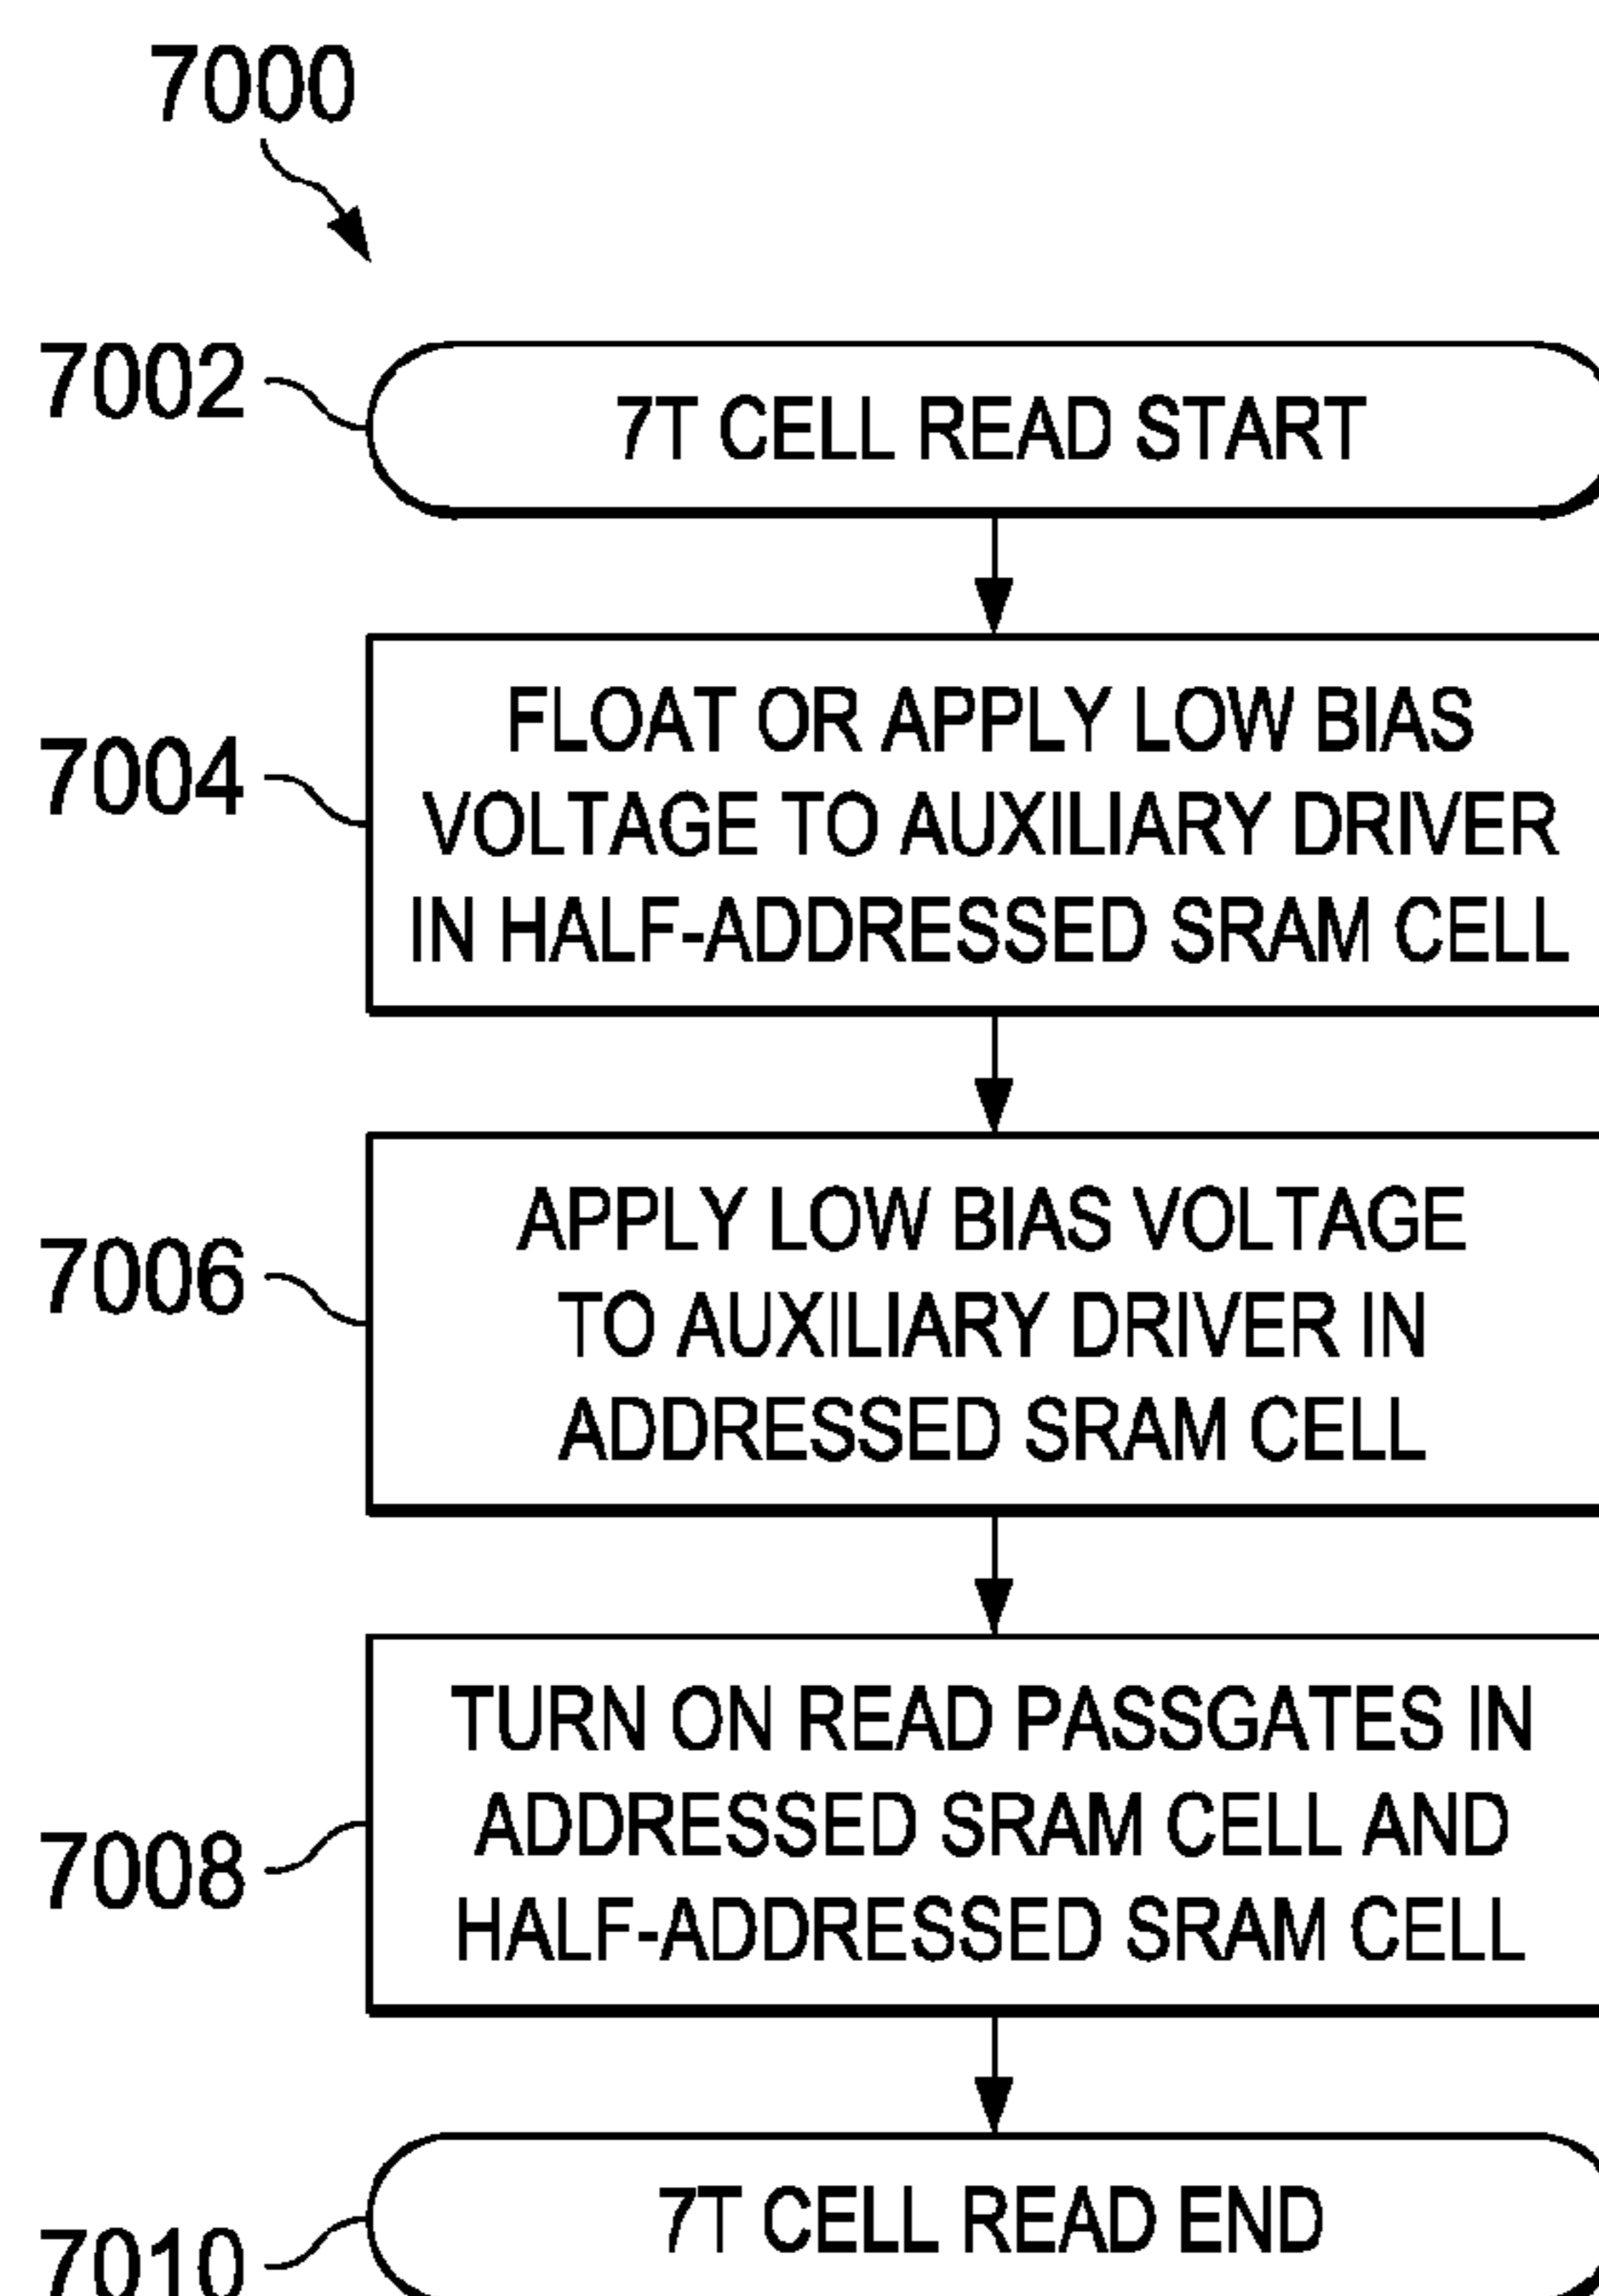 7000
7002
7T CELL READ START
7004
FLOAT OR APPLY LOW BIAS
VOLTAGE TO AUXILIARY DRIVER
IN HALF-ADDRESSED SRAM CELL
7006
APPLY LOW BIAS VOLTAGE
TO AUXILIARY DRIVER IN
ADDRESSED SRAM CELL
7008
TURN ON READ PASSGATES IN
ADDRESSED SRAM CELL AND
HALF-ADDRESSED SRAM CELL
7010
7T CELL READ END